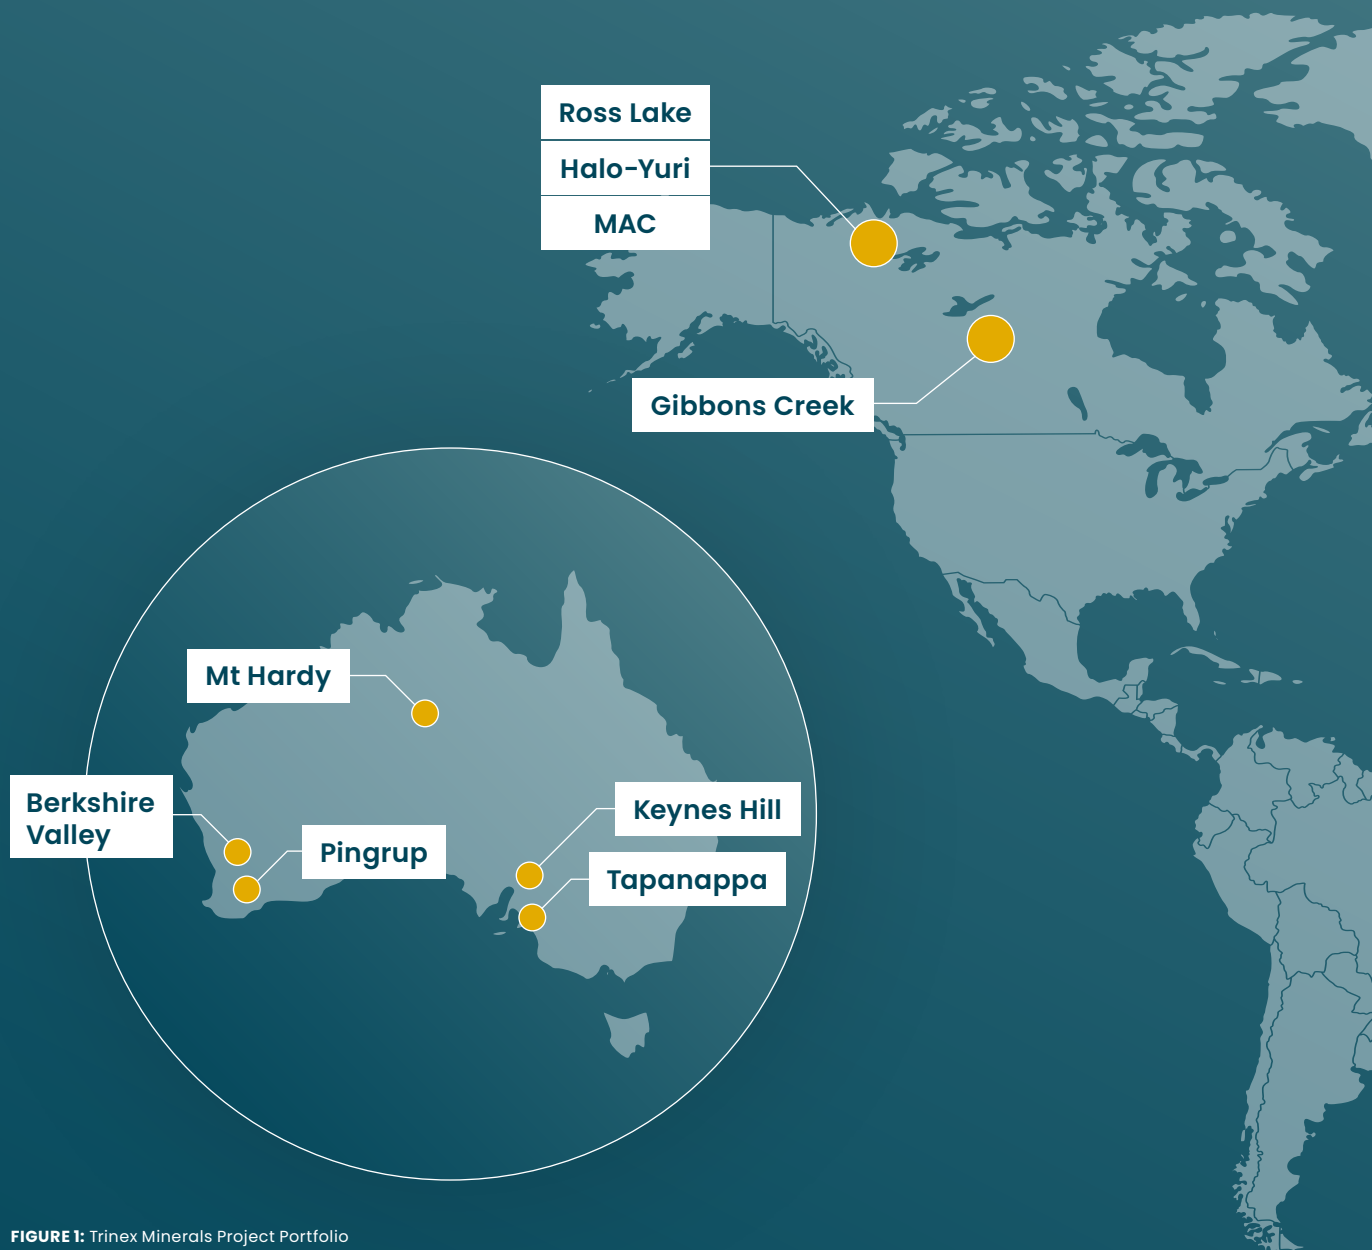 Ross Lake
Halo-Yuri
MAC
Gibbons Creek
Mt Hardy
Berkshire
Valley
Pingrup
Keynes Hill
Tapanappa
FIGURE 1: Trinex Minerals Project Portfolio